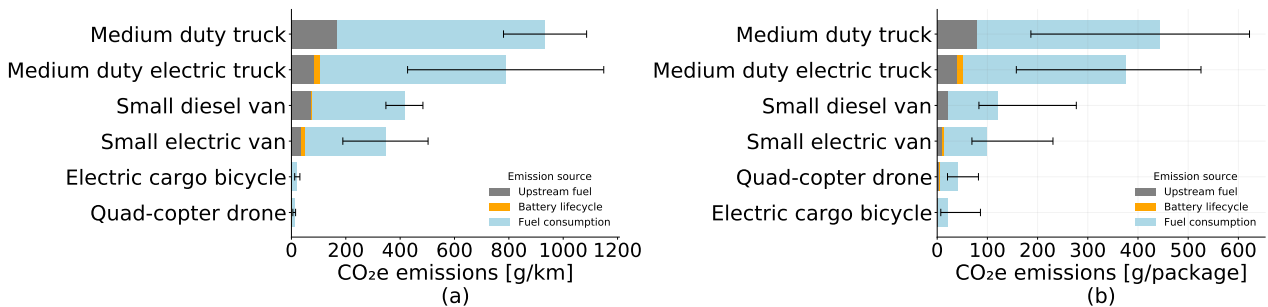 Medium duty truck
Medium duty electric truck
Small diesel van
Small electric van
Electric cargo bicycle
Quad-copter drone
Emission source
Upstream fuel
Battery lifecycle
Fuel consumption
0 200 400 600 800 1000 1200
CO₂e emissions [g/km]
(a)
Medium duty truck
Medium duty electric truck
Small diesel van
Small electric van
Quad-copter drone
Electric cargo bicycle
Emission source
Upstream fuel
Battery lifecycle
Fuel consumption
0 100 200 300 400 500 600
CO₂e emissions [g/package]
(b)